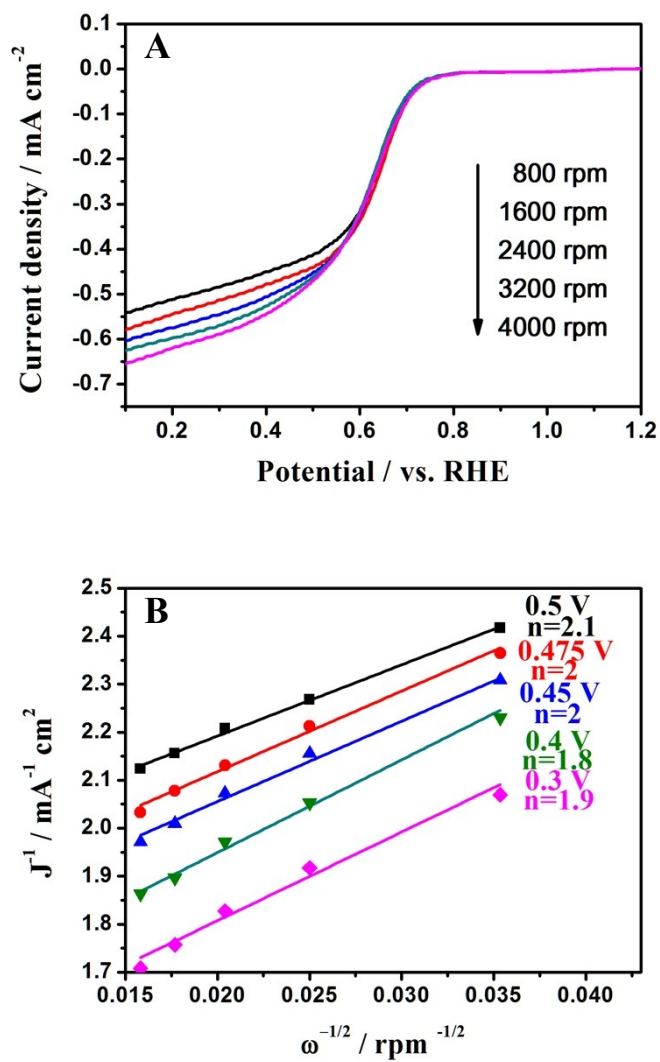 A
0.1
0.0
-0.1
-0.2
-0.3
-0.4
-0.5
-0.6
-0.7
Current density / mA cm⁻²
800 rpm
1600 rpm
2400 rpm
3200 rpm
4000 rpm
0.2 0.4 0.6 0.8 1.0 1.2
Potential / vs. RHE
B
2.5
2.4
2.3
2.2
2.1
2.0
1.9
1.8
1.7
J⁻¹ / mA⁻¹ cm²
0.5 V
n=2.1
0.475 V
n=2
0.45 V
n=2
0.4 V
n=1.8
0.3 V
n=1.9
0.015 0.020 0.025 0.030 0.035 0.040
ω⁻¹/² / rpm ⁻¹/²